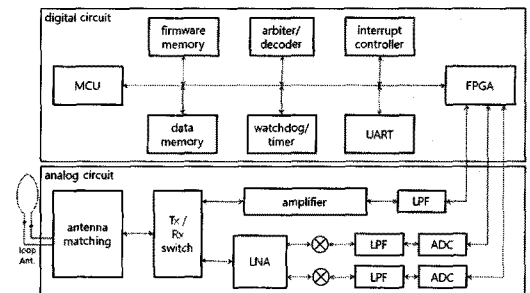 digital circuit
firmware
memory
arbiter/
decoder
interrupt
controller
MCU
FPGA
data
memory
watchdog/
timer
UART
analog circuit
antenna
matching
Tx /
Rx
switch
amplifier
LPF
loop
Ant.
LNA
LPF
ADC
LPF
ADC